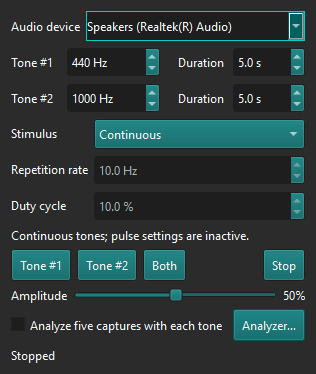 Audio device Speakers (Realtek(R) Audio)
Tone #1 440 Hz Duration 5.0 s
Tone #2 1000 Hz Duration 5.0 s
Stimulus Continuous
Repetition rate 10.0 Hz
Duty cycle 10.0 %
Continuous tones; pulse settings are inactive.
Tone #1 Tone #2 Both Stop
Amplitude 50%
Analyze five captures with each tone Analyzer...
Stopped